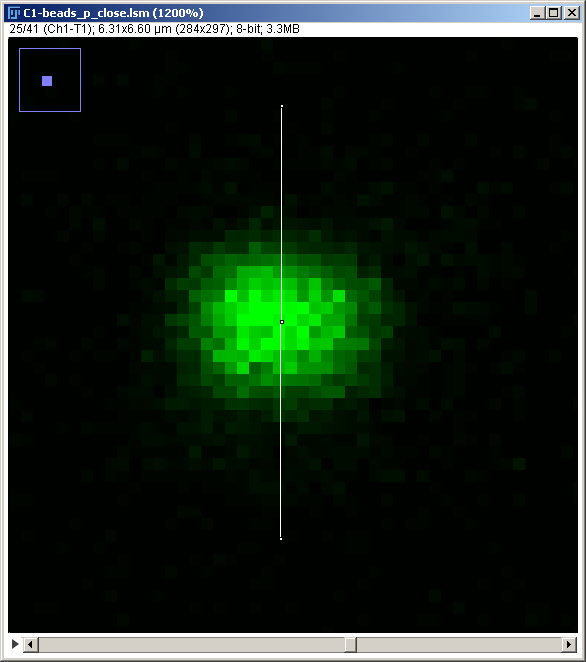 C1-beads_p_close.lsm (1200%)
25/41 (Ch1-T1); 6.31x6.60 µm (284x297); 8-bit; 3.3MB